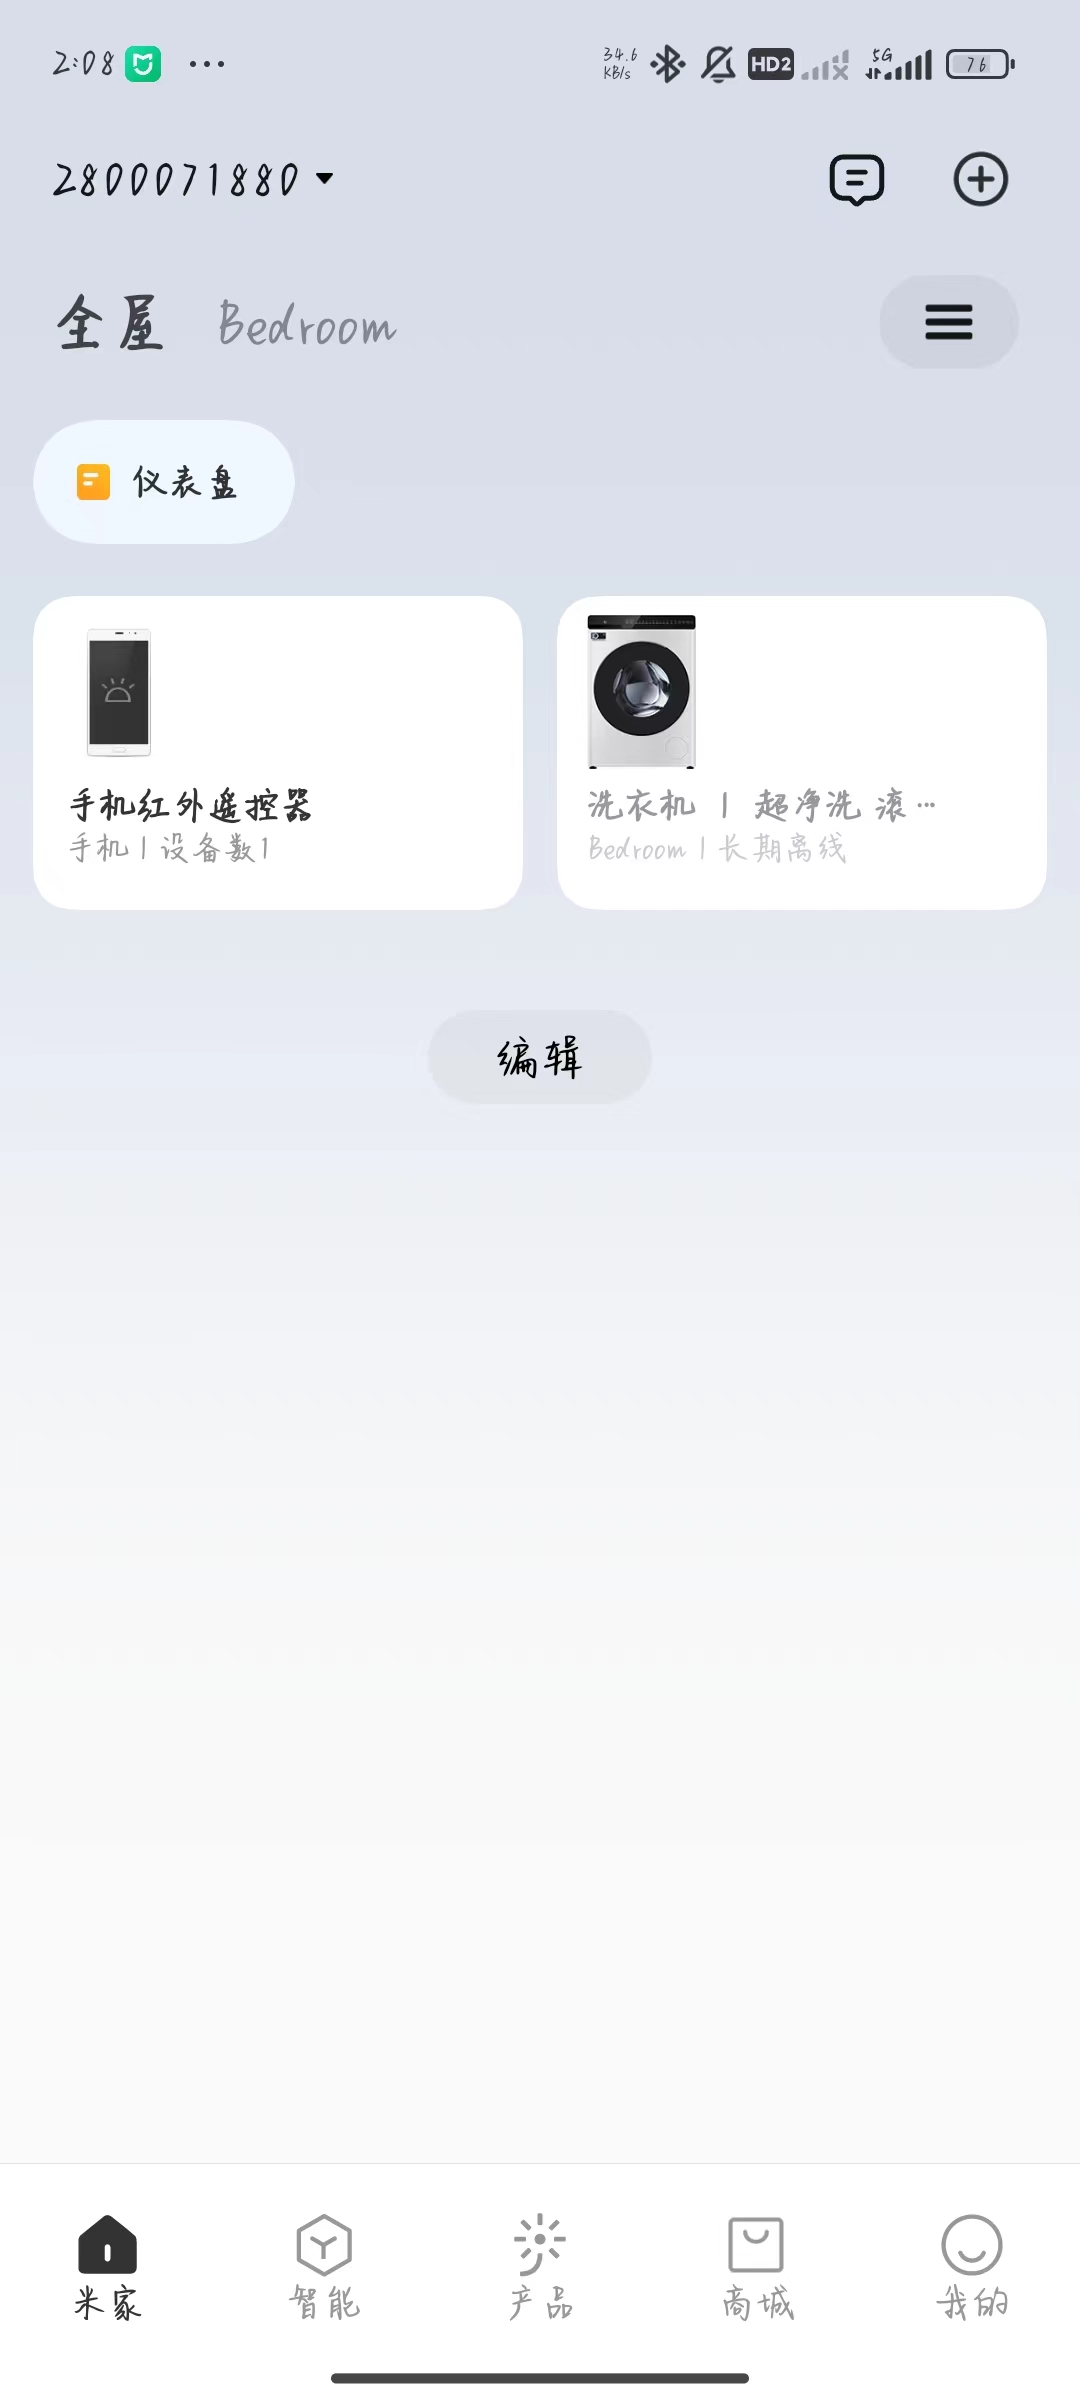 2:08
34.6 KB/s
HD2
5G
76
2800071880
全屋 Bedroom
仪表盘
手机红外遥控器
手机 | 设备数1
洗衣机 | 超净洗 滚…
Bedroom | 长期离线
编辑
米家 智能 产品 商城 我的